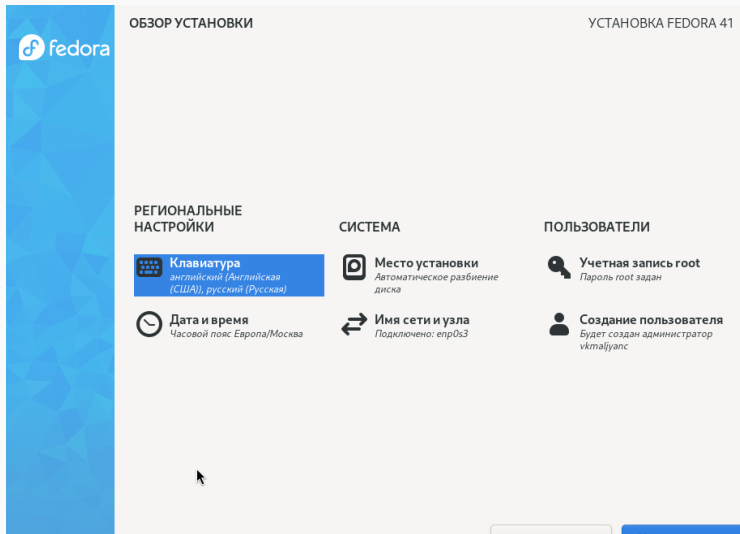 fedora
ОБЗОР УСТАНОВКИ
УСТАНОВКА FEDORA 41
РЕГИОНАЛЬНЫЕ
НАСТРОЙКИ
Клавиатура
английский (Английская
(США)), русский (Русская)
Дата и время
Часовой пояс Европа/Москва
СИСТЕМА
Место установки
Автоматическое разбиение
диска
Имя сети и узла
Подключено: enp0s3
ПОЛЬЗОВАТЕЛИ
Учетная запись root
Пароль root задан
Создание пользователя
Будет создан администратор
vkmaljyanc